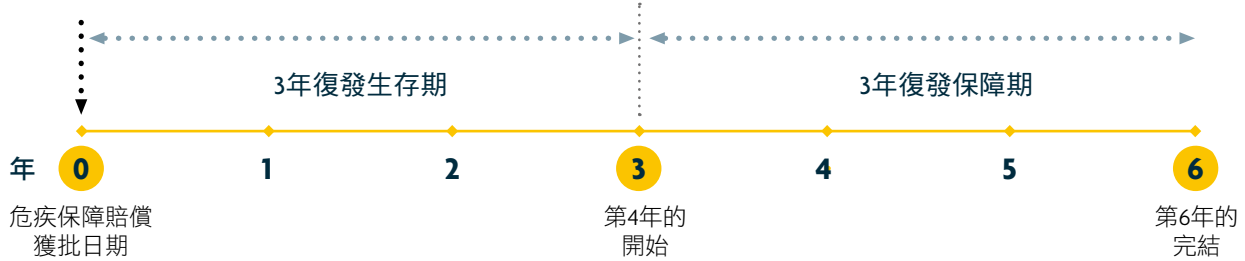 3年復發生存期
3年復發保障期
年 0 1 2 3 4 5 6
危疾保障賠償
獲批日期
第4年的
開始
第6年的
完結